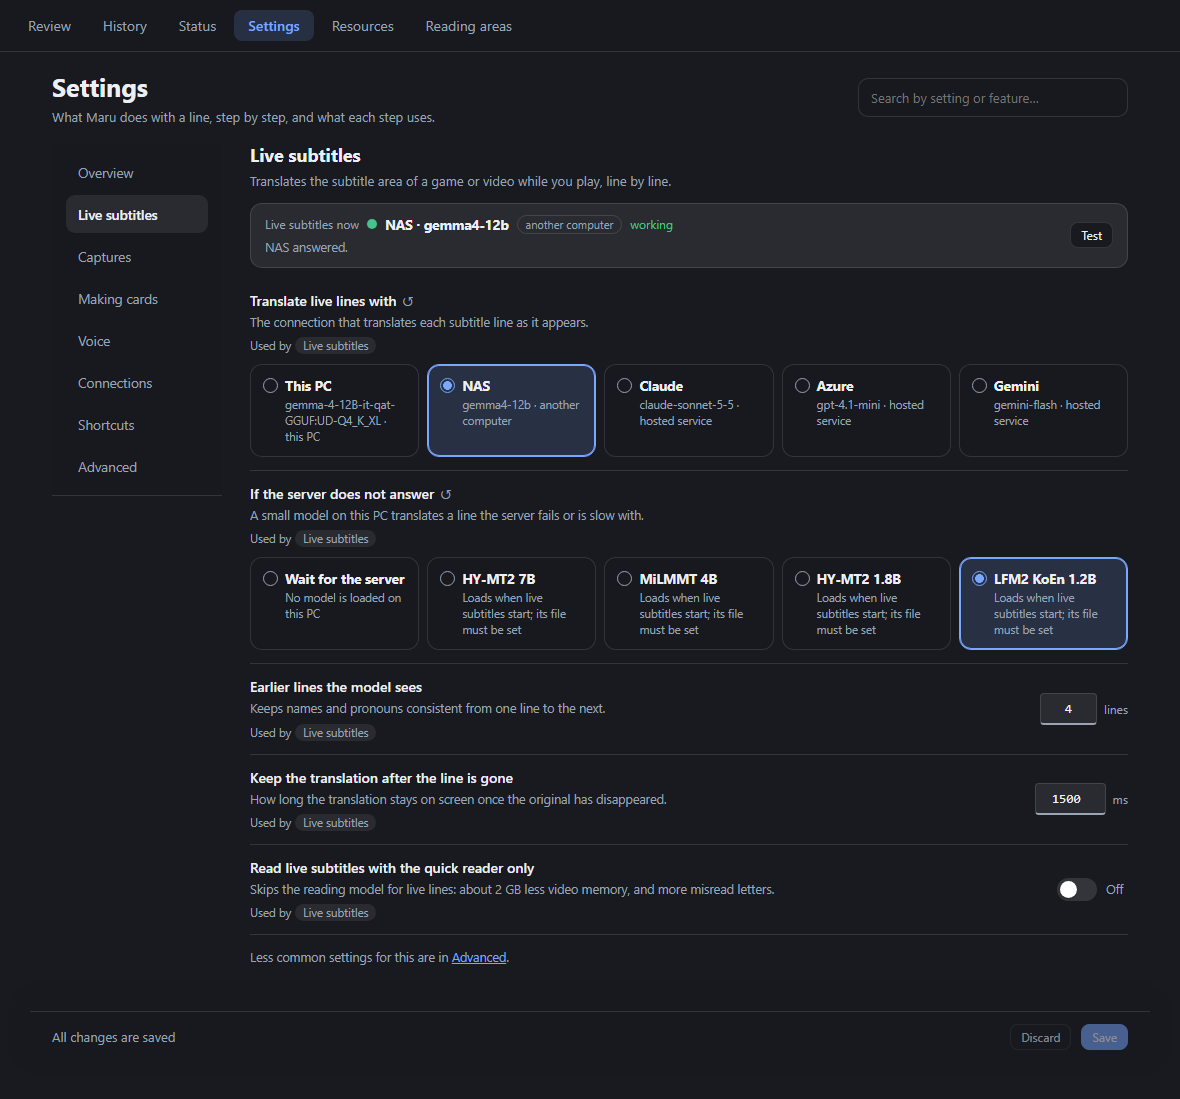 Review History Status Settings Resources Reading areas
Settings
Search by setting or feature...
What Maru does with a line, step by step, and what each step uses.
Overview
Live subtitles
Captures
Making cards
Voice
Connections
Shortcuts
Advanced
Live subtitles
Translates the subtitle area of a game or video while you play, line by line.
Live subtitles now NAS · gemma4-12b another computer working
NAS answered.
Test
Translate live lines with ↺
The connection that translates each subtitle line as it appears.
Used by Live subtitles
This PC
gemma-4-12B-it-qat-
GGUF:UD-Q4_K_XL ·
this PC
NAS
gemma4-12b · another
computer
Claude
claude-sonnet-5-5 ·
hosted service
Azure
gpt-4.1-mini · hosted
service
Gemini
gemini-flash · hosted
service
If the server does not answer ↺
A small model on this PC translates a line the server fails or is slow with.
Used by Live subtitles
Wait for the server
No model is loaded on
this PC
HY-MT2 7B
Loads when live
subtitles start; its file
must be set
MiLMMT 4B
Loads when live
subtitles start; its file
must be set
HY-MT2 1.8B
Loads when live
subtitles start; its file
must be set
LFM2 KoEn 1.2B
Loads when live
subtitles start; its file
must be set
Earlier lines the model sees
Keeps names and pronouns consistent from one line to the next.
Used by Live subtitles
4 lines
Keep the translation after the line is gone
How long the translation stays on screen once the original has disappeared.
Used by Live subtitles
1500 ms
Read live subtitles with the quick reader only
Skips the reading model for live lines: about 2 GB less video memory, and more misread letters.
Used by Live subtitles
Off
Less common settings for this are in Advanced.
All changes are saved
Discard Save